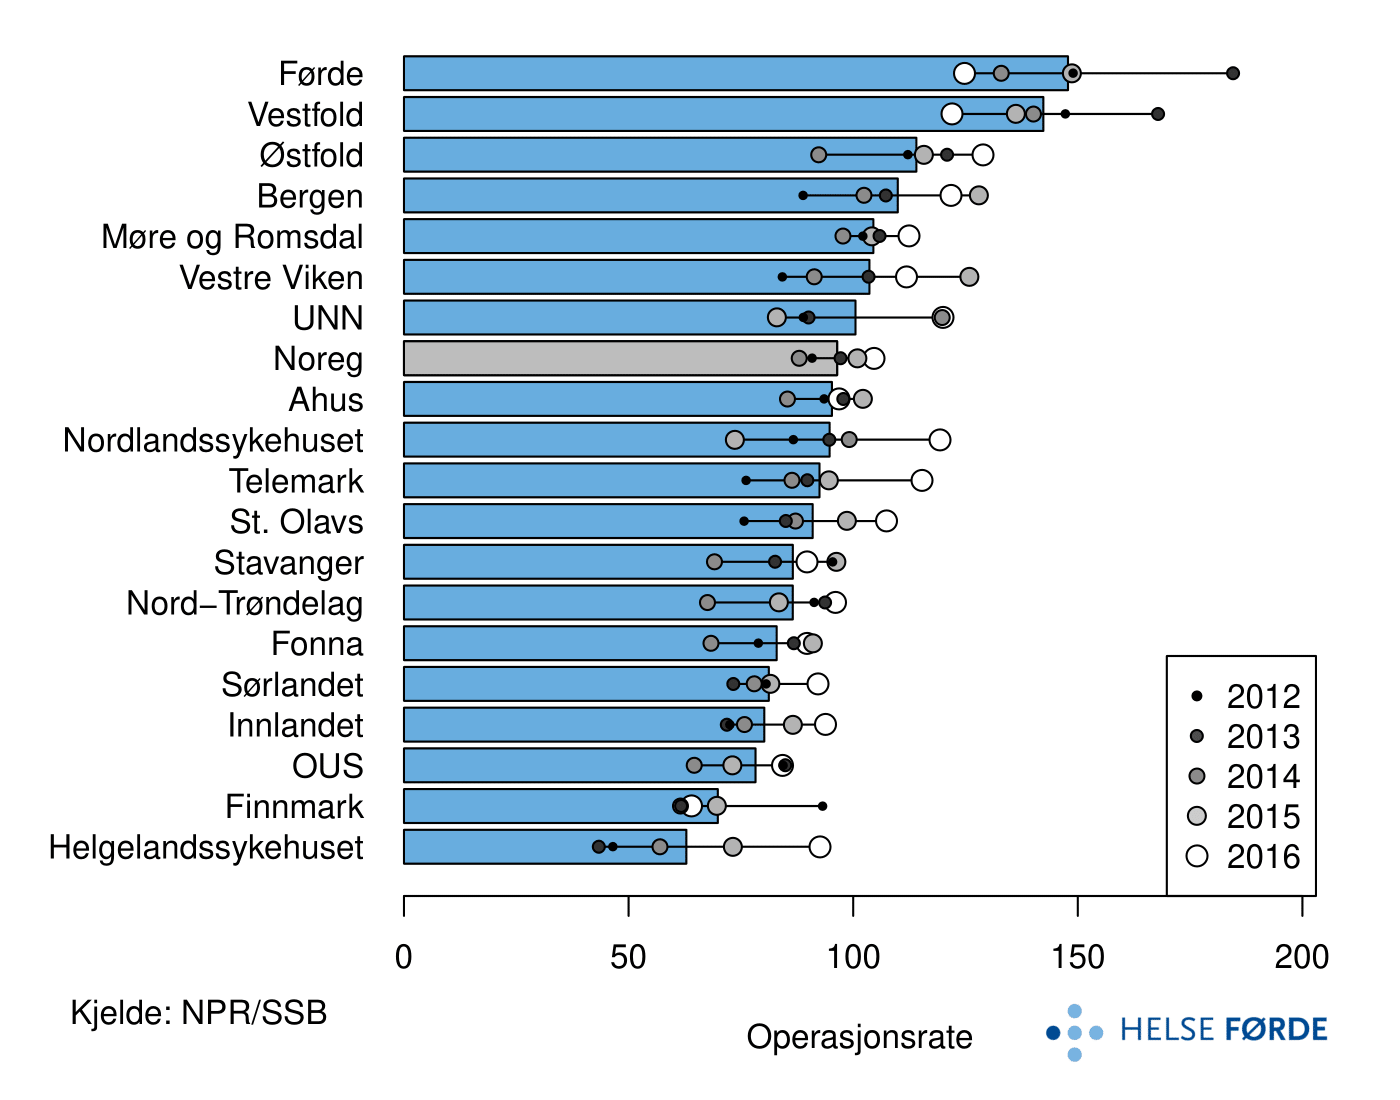 Førde
Vestfold
Østfold
Bergen
Møre og Romsdal
Vestre Viken
UNN
Noreg
Ahus
Nordlandssykehuset
Telemark
St. Olavs
Stavanger
Nord−Trøndelag
Fonna
Sørlandet
Innlandet
OUS
Finnmark
Helgelandssykehuset
2012
2013
2014
2015
2016
0 50 100 150 200
Kjelde: NPR/SSB
Operasjonsrate
HELSE FØRDE